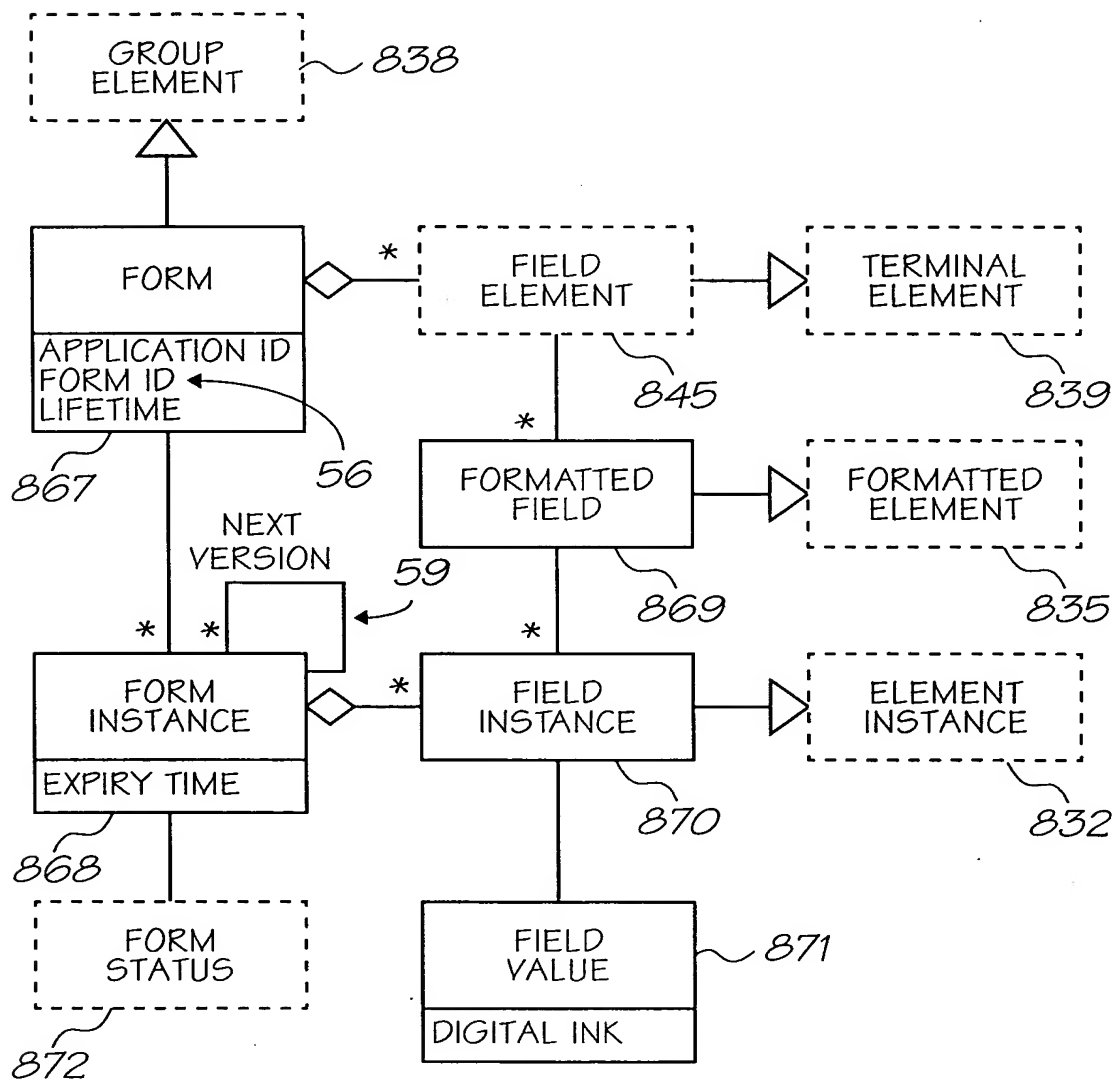 GROUP
ELEMENT
838
FORM
*
FIELD
ELEMENT
TERMINAL
ELEMENT
APPLICATION ID
FORM ID
LIFETIME
845
839
867
56
*
FORMATTED
FIELD
FORMATTED
ELEMENT
NEXT
VERSION
59
869
835
*
*
*
FORM
INSTANCE
*
FIELD
INSTANCE
ELEMENT
INSTANCE
EXPIRY TIME
870
832
868
FORM
STATUS
FIELD
VALUE
871
DIGITAL INK
872